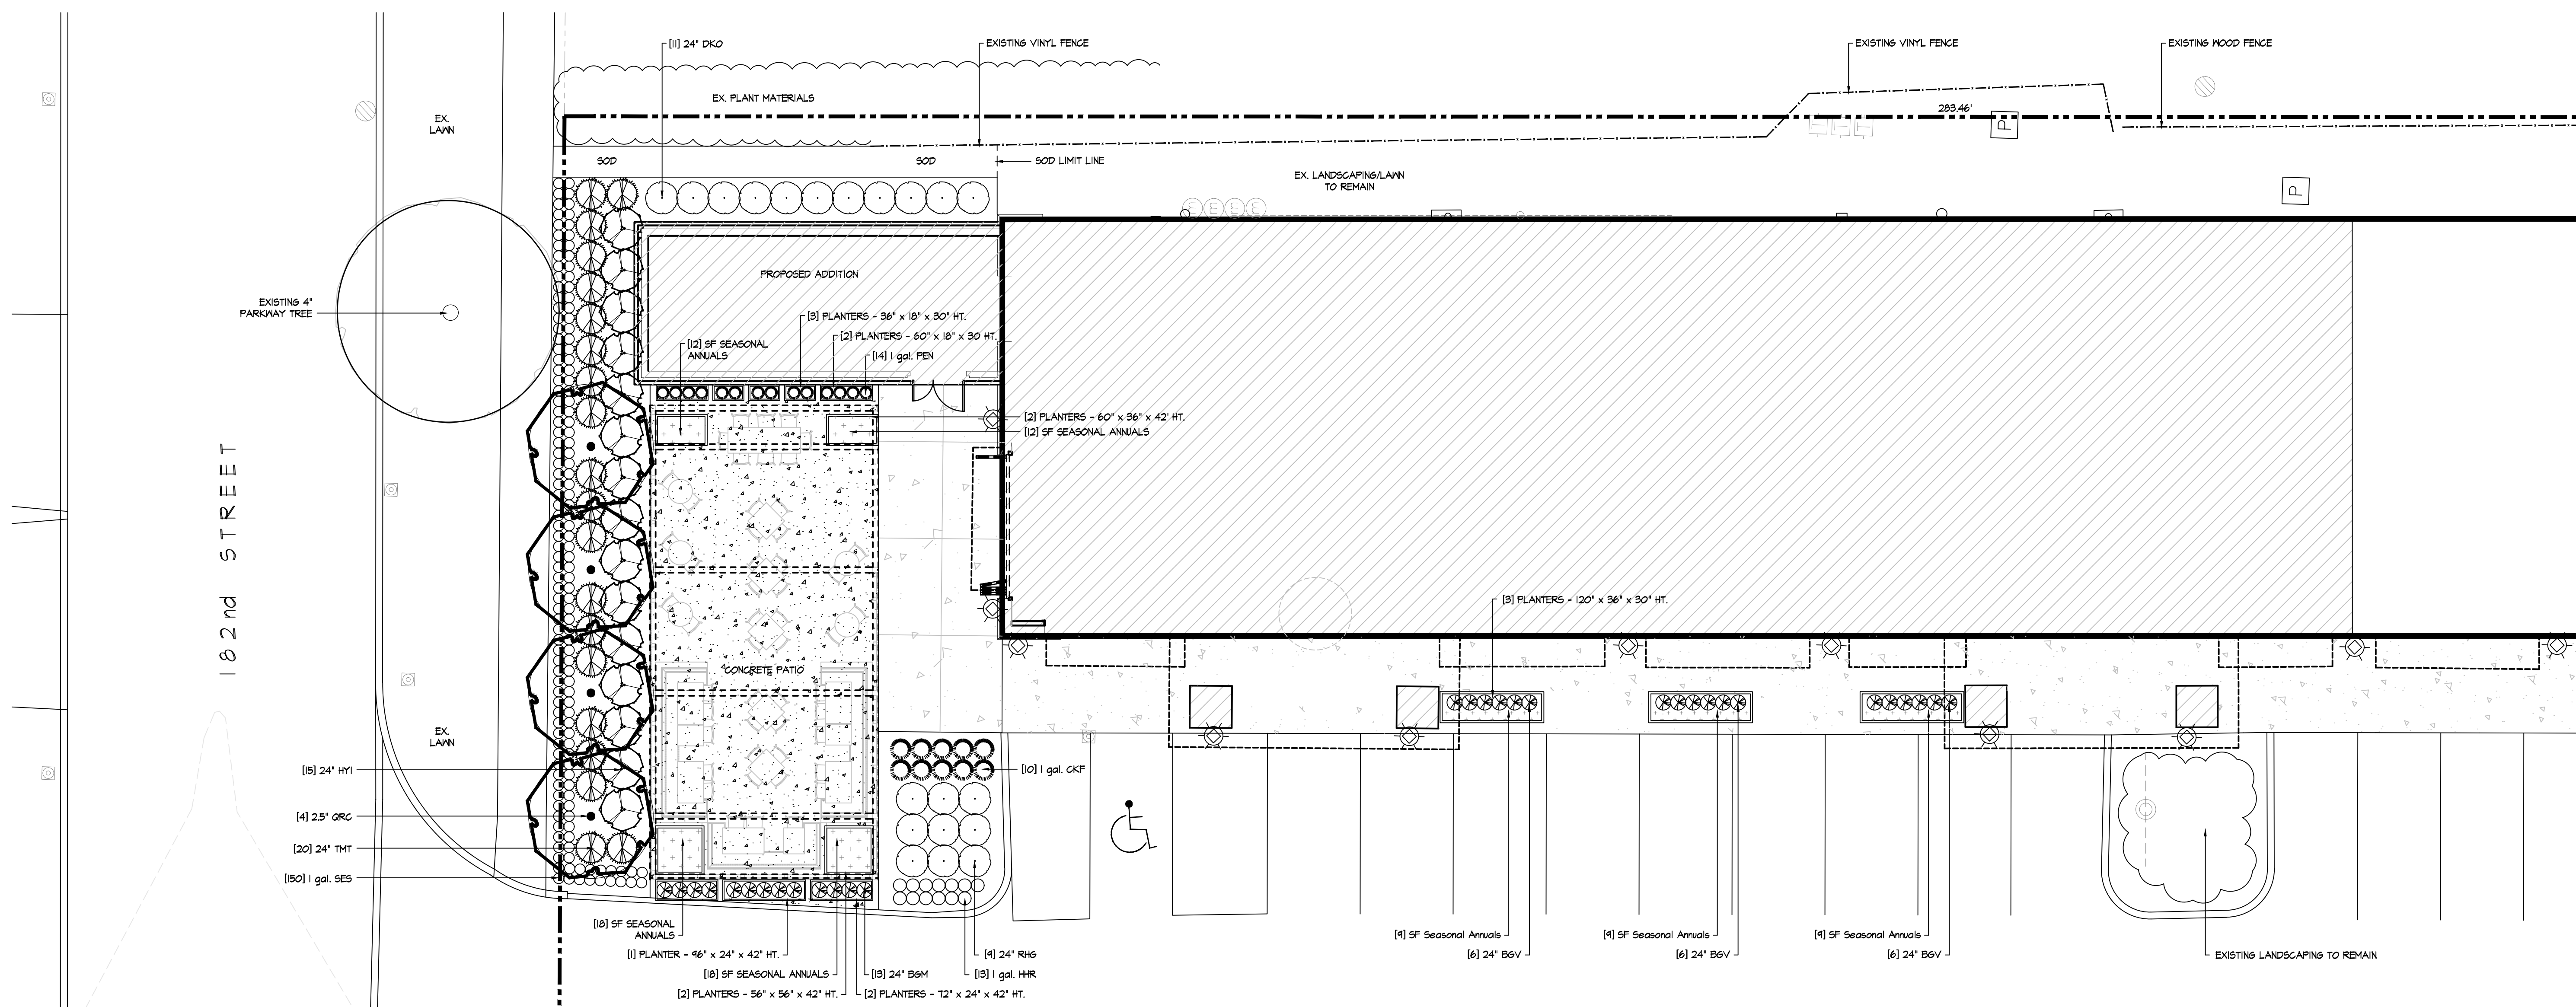 [11] 24" DKO
EXISTING VINYL FENCE
EXISTING VINYL FENCE
EXISTING WOOD FENCE
EX. PLANT MATERIALS
283.46'
EX.
LAWN
P
SOD
SOD
SOD LIMIT LINE
EX. LANDSCAPING/LAWN
TO REMAIN
P
T T T
m m m m
PROPOSED ADDITION
EXISTING 4"
PARKWAY TREE
[3] PLANTERS - 36" x 18" x 30" HT.
[2] PLANTERS - 60" x 18" x 30 HT.
[12] SF SEASONAL
ANNUALS
[14] 1 gal. PEN
[2] PLANTERS - 60" x 36" x 42' HT.
[12] SF SEASONAL ANNUALS
182nd STREET
[3] PLANTERS - 120" x 36" x 30" HT.
CONCRETE PATIO
EX.
LAWN
[15] 24" HYI
[10] 1 gal. CKF
[4] 2.5" QRC
[20] 24" TMT
[150] 1 gal. SES
[18] SF SEASONAL
ANNUALS
[1] PLANTER - 96" x 24" x 42" HT.
[9] 24" RHG
[18] SF SEASONAL ANNUALS
[13] 24" BGM
[13] 1 gal. HHR
[2] PLANTERS - 56" x 56" x 42" HT.
[2] PLANTERS - 72" x 24" x 42" HT.
[9] SF Seasonal Annuals
[9] SF Seasonal Annuals
[9] SF Seasonal Annuals
[6] 24" BGV
[6] 24" BGV
[6] 24" BGV
EXISTING LANDSCAPING TO REMAIN